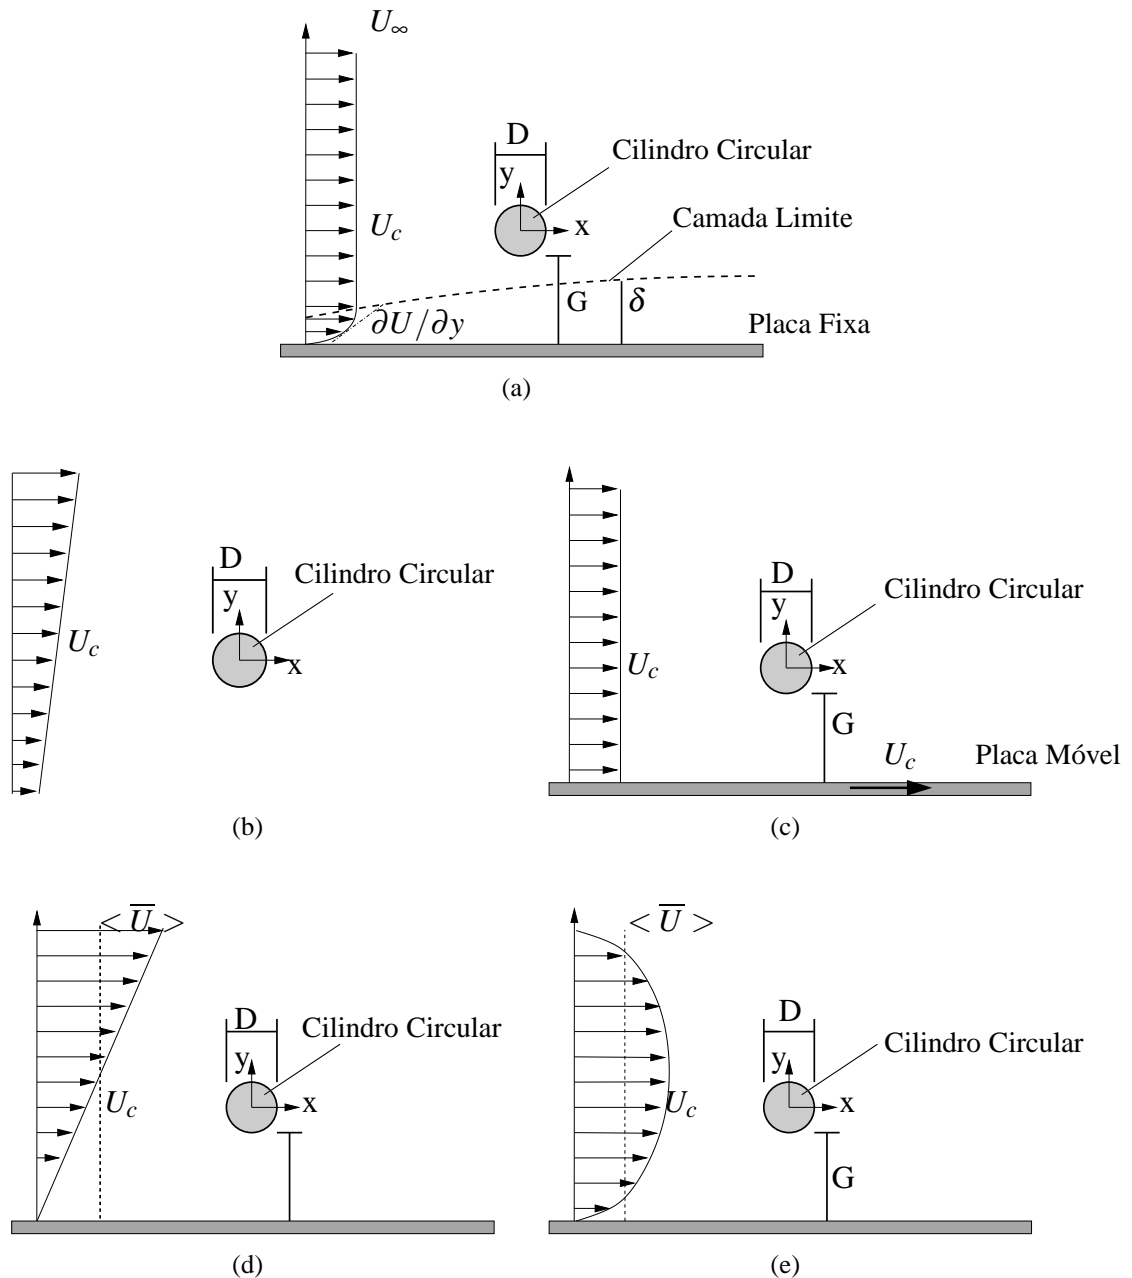 U∞
D
Cilindro Circular
y
x
U_c
Camada Limite
G
δ
∂U/∂y
Placa Fixa
(a)
D
Cilindro Circular
y
U_c
x
(b)
D
Cilindro Circular
y
x
U_c
G
U_c
Placa Móvel
(c)
< U̅ >
D
Cilindro Circular
y
x
U_c
(d)
< U̅ >
D
Cilindro Circular
y
x
U_c
G
(e)